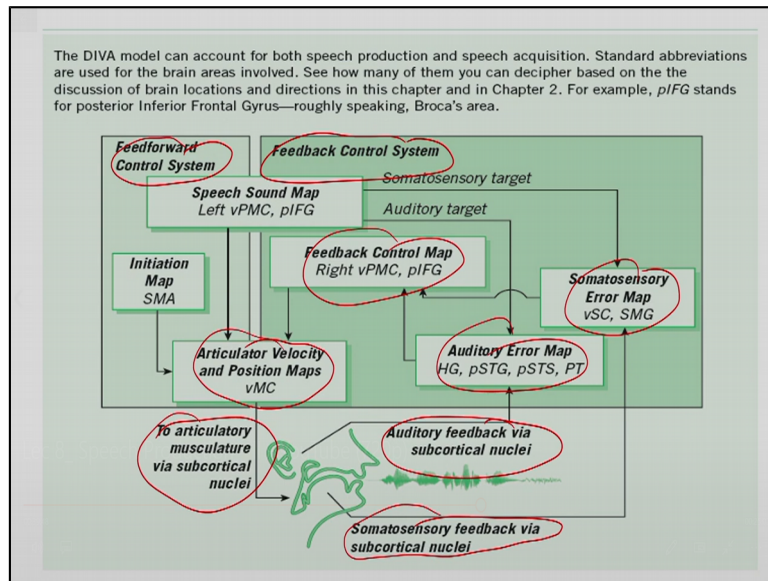 The DIVA model can account for both speech production and speech acquisition. Standard abbreviations
are used for the brain areas involved. See how many of them you can decipher based on the the
discussion of brain locations and directions in this chapter and in Chapter 2. For example, pIFG stands
for posterior Inferior Frontal Gyrus—roughly speaking, Broca's area.
Feedforward
Control System
Feedback Control System
Speech Sound Map
Left vPMC, pIFG
Somatosensory target
Auditory target
Feedback Control Map
Right vPMC, pIFG
Initiation
Map
SMA
Somatosensory
Error Map
vSC, SMG
Articulator Velocity
and Position Maps
vMC
Auditory Error Map
HG, pSTG, pSTS, PT
To articulatory
musculature
via subcortical
nuclei
Auditory feedback via
subcortical nuclei
Somatosensory feedback via
subcortical nuclei